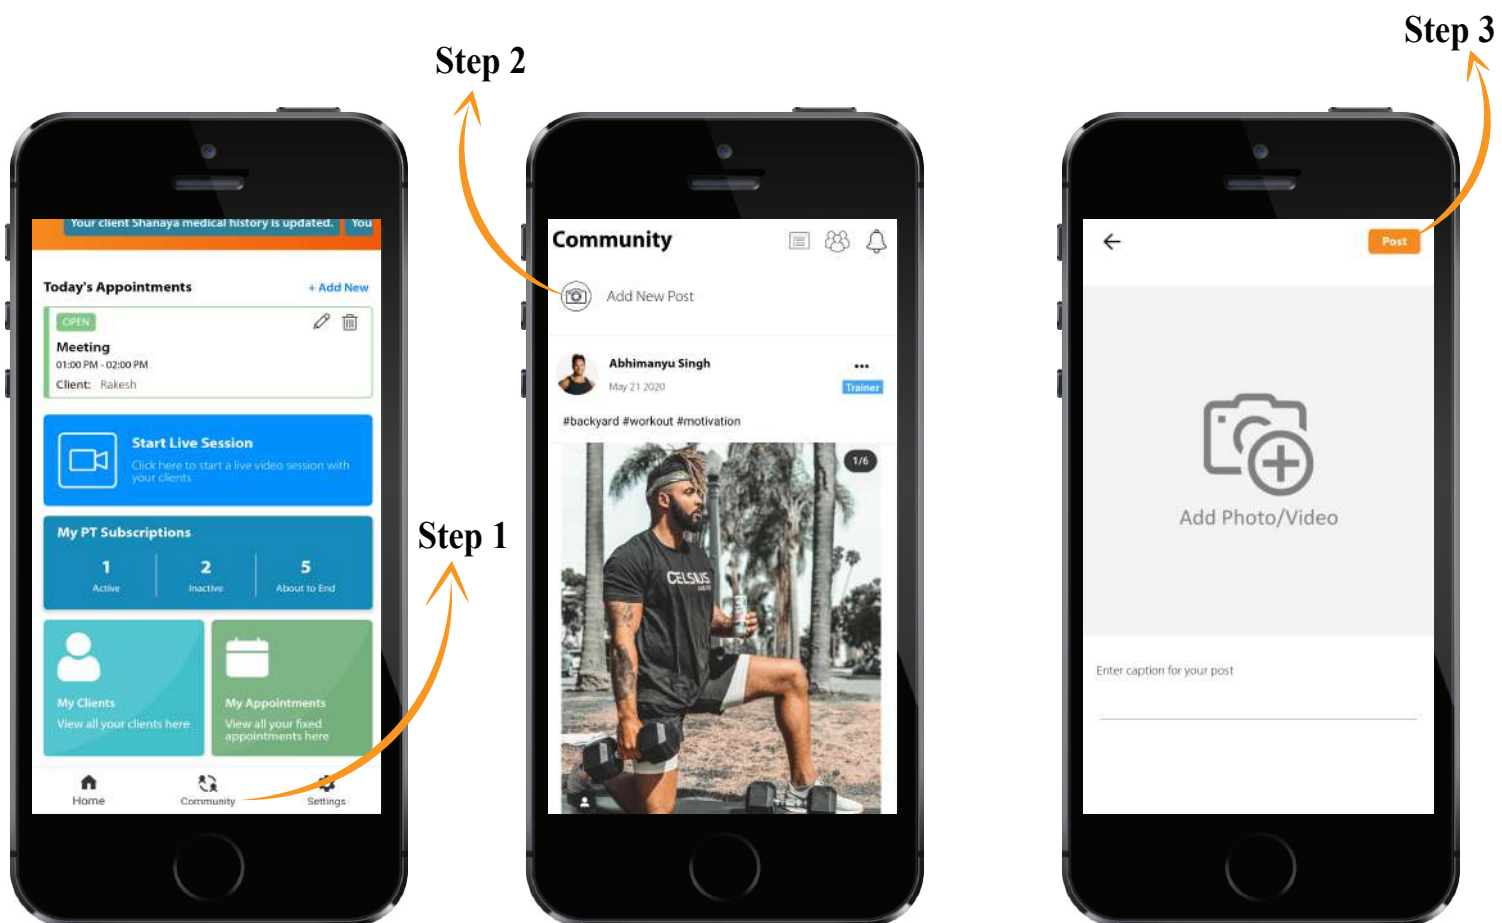 Step 3
Step 2
Step 1
Your client Shanaya medical history is updated.
You
Today's Appointments
+ Add New
OPEN
Meeting
01:00 PM - 02:00 PM
Client: Rakesh
Start Live Session
Click here to start a live video session with
your clients
My PT Subscriptions
1
Active
2
Inactive
5
About to End
My Clients
View all your clients here
My Appointments
View all your fixed
appointments here
Home
Community
Settings
Community
Add New Post
Abhimanyu Singh
May 21 2020
Trainer
#backyard #workout #motivation
1/6
CELSIUS
Post
Add Photo/Video
Enter caption for your post